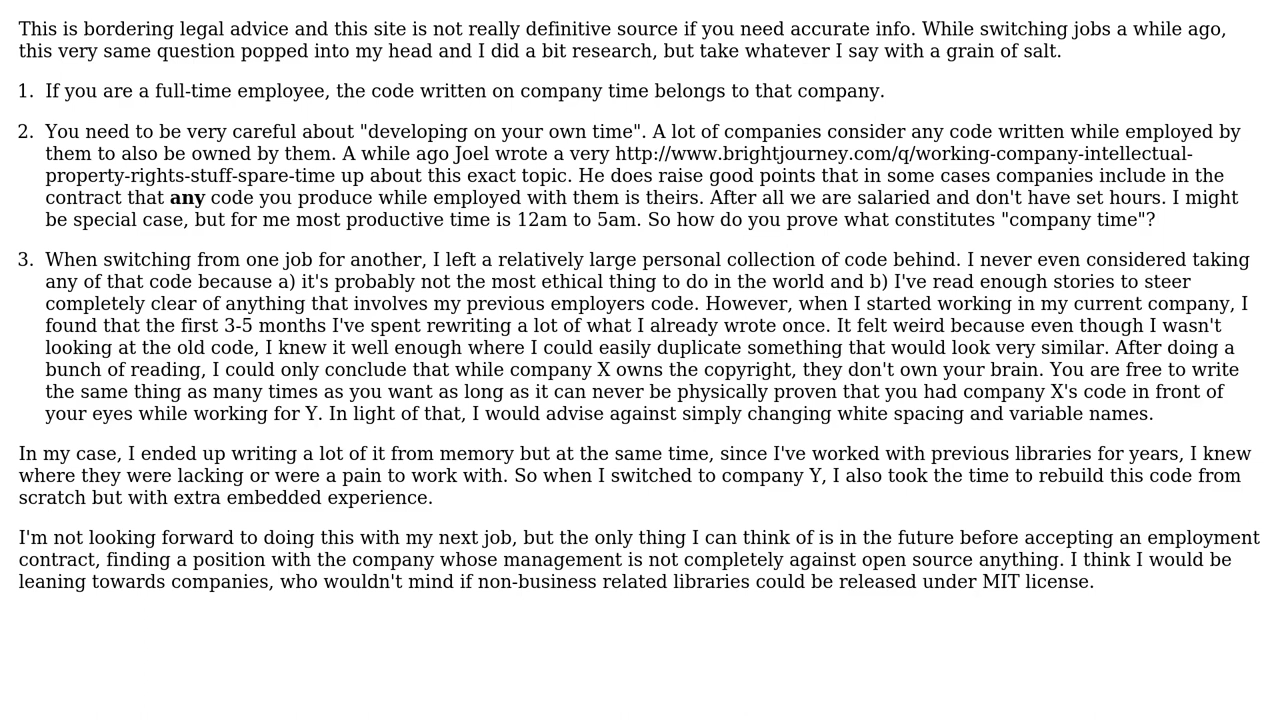 This is bordering legal advice and this site is not really definitive source if you need accurate info. While switching jobs a while ago,
this very same question popped into my head and I did a bit research, but take whatever I say with a grain of salt.
1. If you are a full-time employee, the code written on company time belongs to that company.
2. You need to be very careful about "developing on your own time". A lot of companies consider any code written while employed by
them to also be owned by them. A while ago Joel wrote a very http://www.brightjourney.com/q/working-company-intellectual-
property-rights-stuff-spare-time up about this exact topic. He does raise good points that in some cases companies include in the
contract that any code you produce while employed with them is theirs. After all we are salaried and don't have set hours. I might
be special case, but for me most productive time is 12am to 5am. So how do you prove what constitutes "company time"?
3. When switching from one job for another, I left a relatively large personal collection of code behind. I never even considered taking
any of that code because a) it's probably not the most ethical thing to do in the world and b) I've read enough stories to steer
completely clear of anything that involves my previous employers code. However, when I started working in my current company, I
found that the first 3-5 months I've spent rewriting a lot of what I already wrote once. It felt weird because even though I wasn't
looking at the old code, I knew it well enough where I could easily duplicate something that would look very similar. After doing a
bunch of reading, I could only conclude that while company X owns the copyright, they don't own your brain. You are free to write
the same thing as many times as you want as long as it can never be physically proven that you had company X's code in front of
your eyes while working for Y. In light of that, I would advise against simply changing white spacing and variable names.
In my case, I ended up writing a lot of it from memory but at the same time, since I've worked with previous libraries for years, I knew
where they were lacking or were a pain to work with. So when I switched to company Y, I also took the time to rebuild this code from
scratch but with extra embedded experience.
I'm not looking forward to doing this with my next job, but the only thing I can think of is in the future before accepting an employment
contract, finding a position with the company whose management is not completely against open source anything. I think I would be
leaning towards companies, who wouldn't mind if non-business related libraries could be released under MIT license.